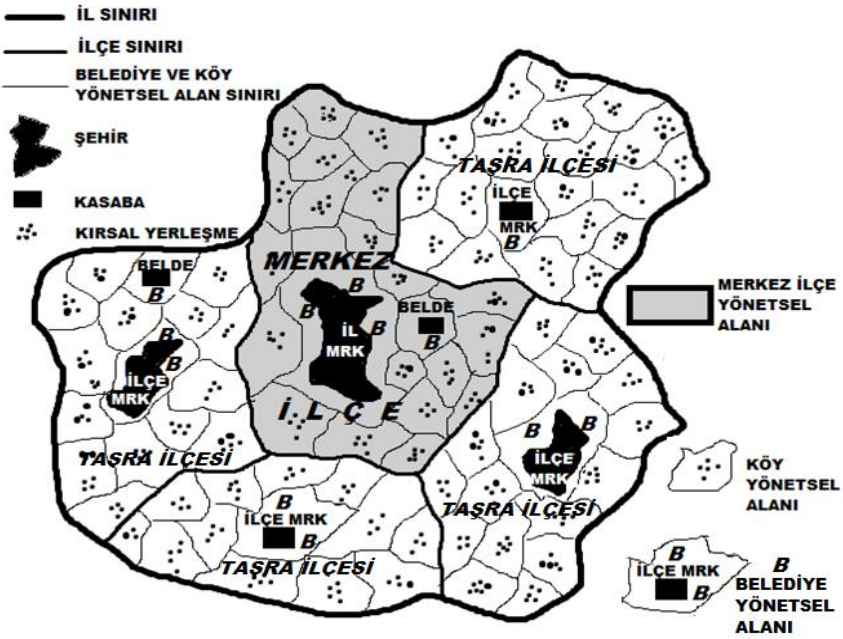 İL SINIRI
İLÇE SINIRI
BELEDİYE VE KÖY
YÖNETSEL ALAN SINIRI
ŞEHİR
KASABA
KIRSAL YERLEŞME
TAŞRA İLÇESİ
İLÇE
MRK
B
MERKEZ
BELDE
B
B
B
B
İL
MRK
BELDE
B
İLÇE
MERKEZ İLÇE
YÖNETSEL
ALANI
B
B
İLÇE
MRK
TAŞRA İLÇESİ
B
B
İLÇE
MRK
TAŞRA İLÇESİ
B
İLÇE MRK
B
TAŞRA İLÇESİ
KÖY
YÖNETSEL
ALANI
B
İLÇE MRK
B
B
BELEDİYE
YÖNETSEL
ALANI